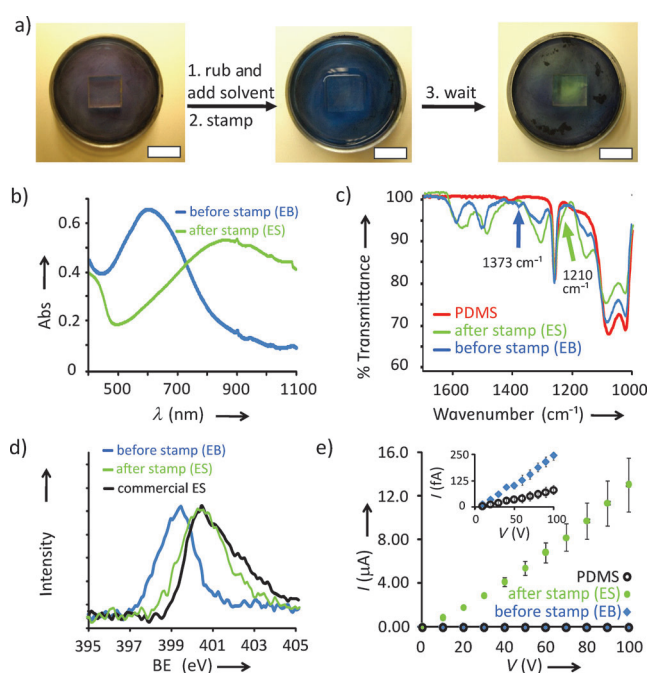 a)
1. rub and
add solvent
2. stamp
3. wait
b)
before stamp (EB)
after stamp (ES)
0.6
0.4
0.2
0
Abs
500 700 900 1100
λ (nm)
c)
100
90
80
70
60
% Transmittance
1373 cm⁻¹
1210
cm⁻¹
PDMS
after stamp (ES)
before stamp (EB)
1600 1400 1200 1000
Wavenumber (cm⁻¹)
d)
before stamp (EB)
after stamp (ES)
commercial ES
Intensity
395 397 399 401 403 405
BE (eV)
e)
16.0
12.0
8.00
4.00
0.00
I (µA)
250
125
0
I (fA)
0 50 100
V (V)
PDMS
after stamp (ES)
before stamp (EB)
0 20 40 60 80 100
V (V)